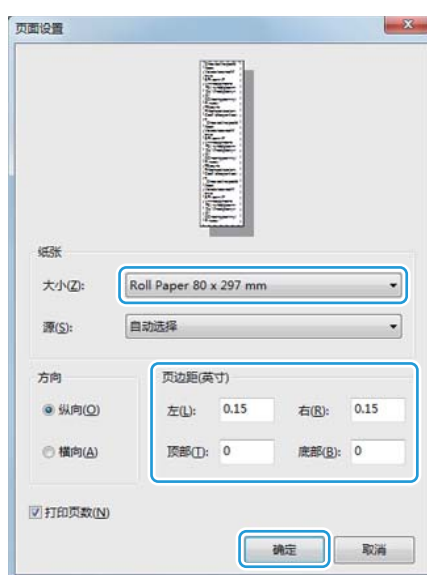 页面设置
纸张
大小(Z): Roll Paper 80 x 297 mm
源(S): 自动选择
方向
纵向(O)
横向(A)
页边距(英寸)
左(L): 0.15 右(R): 0.15
顶部(T): 0 底部(B): 0
打印页数(N)
确定 取消